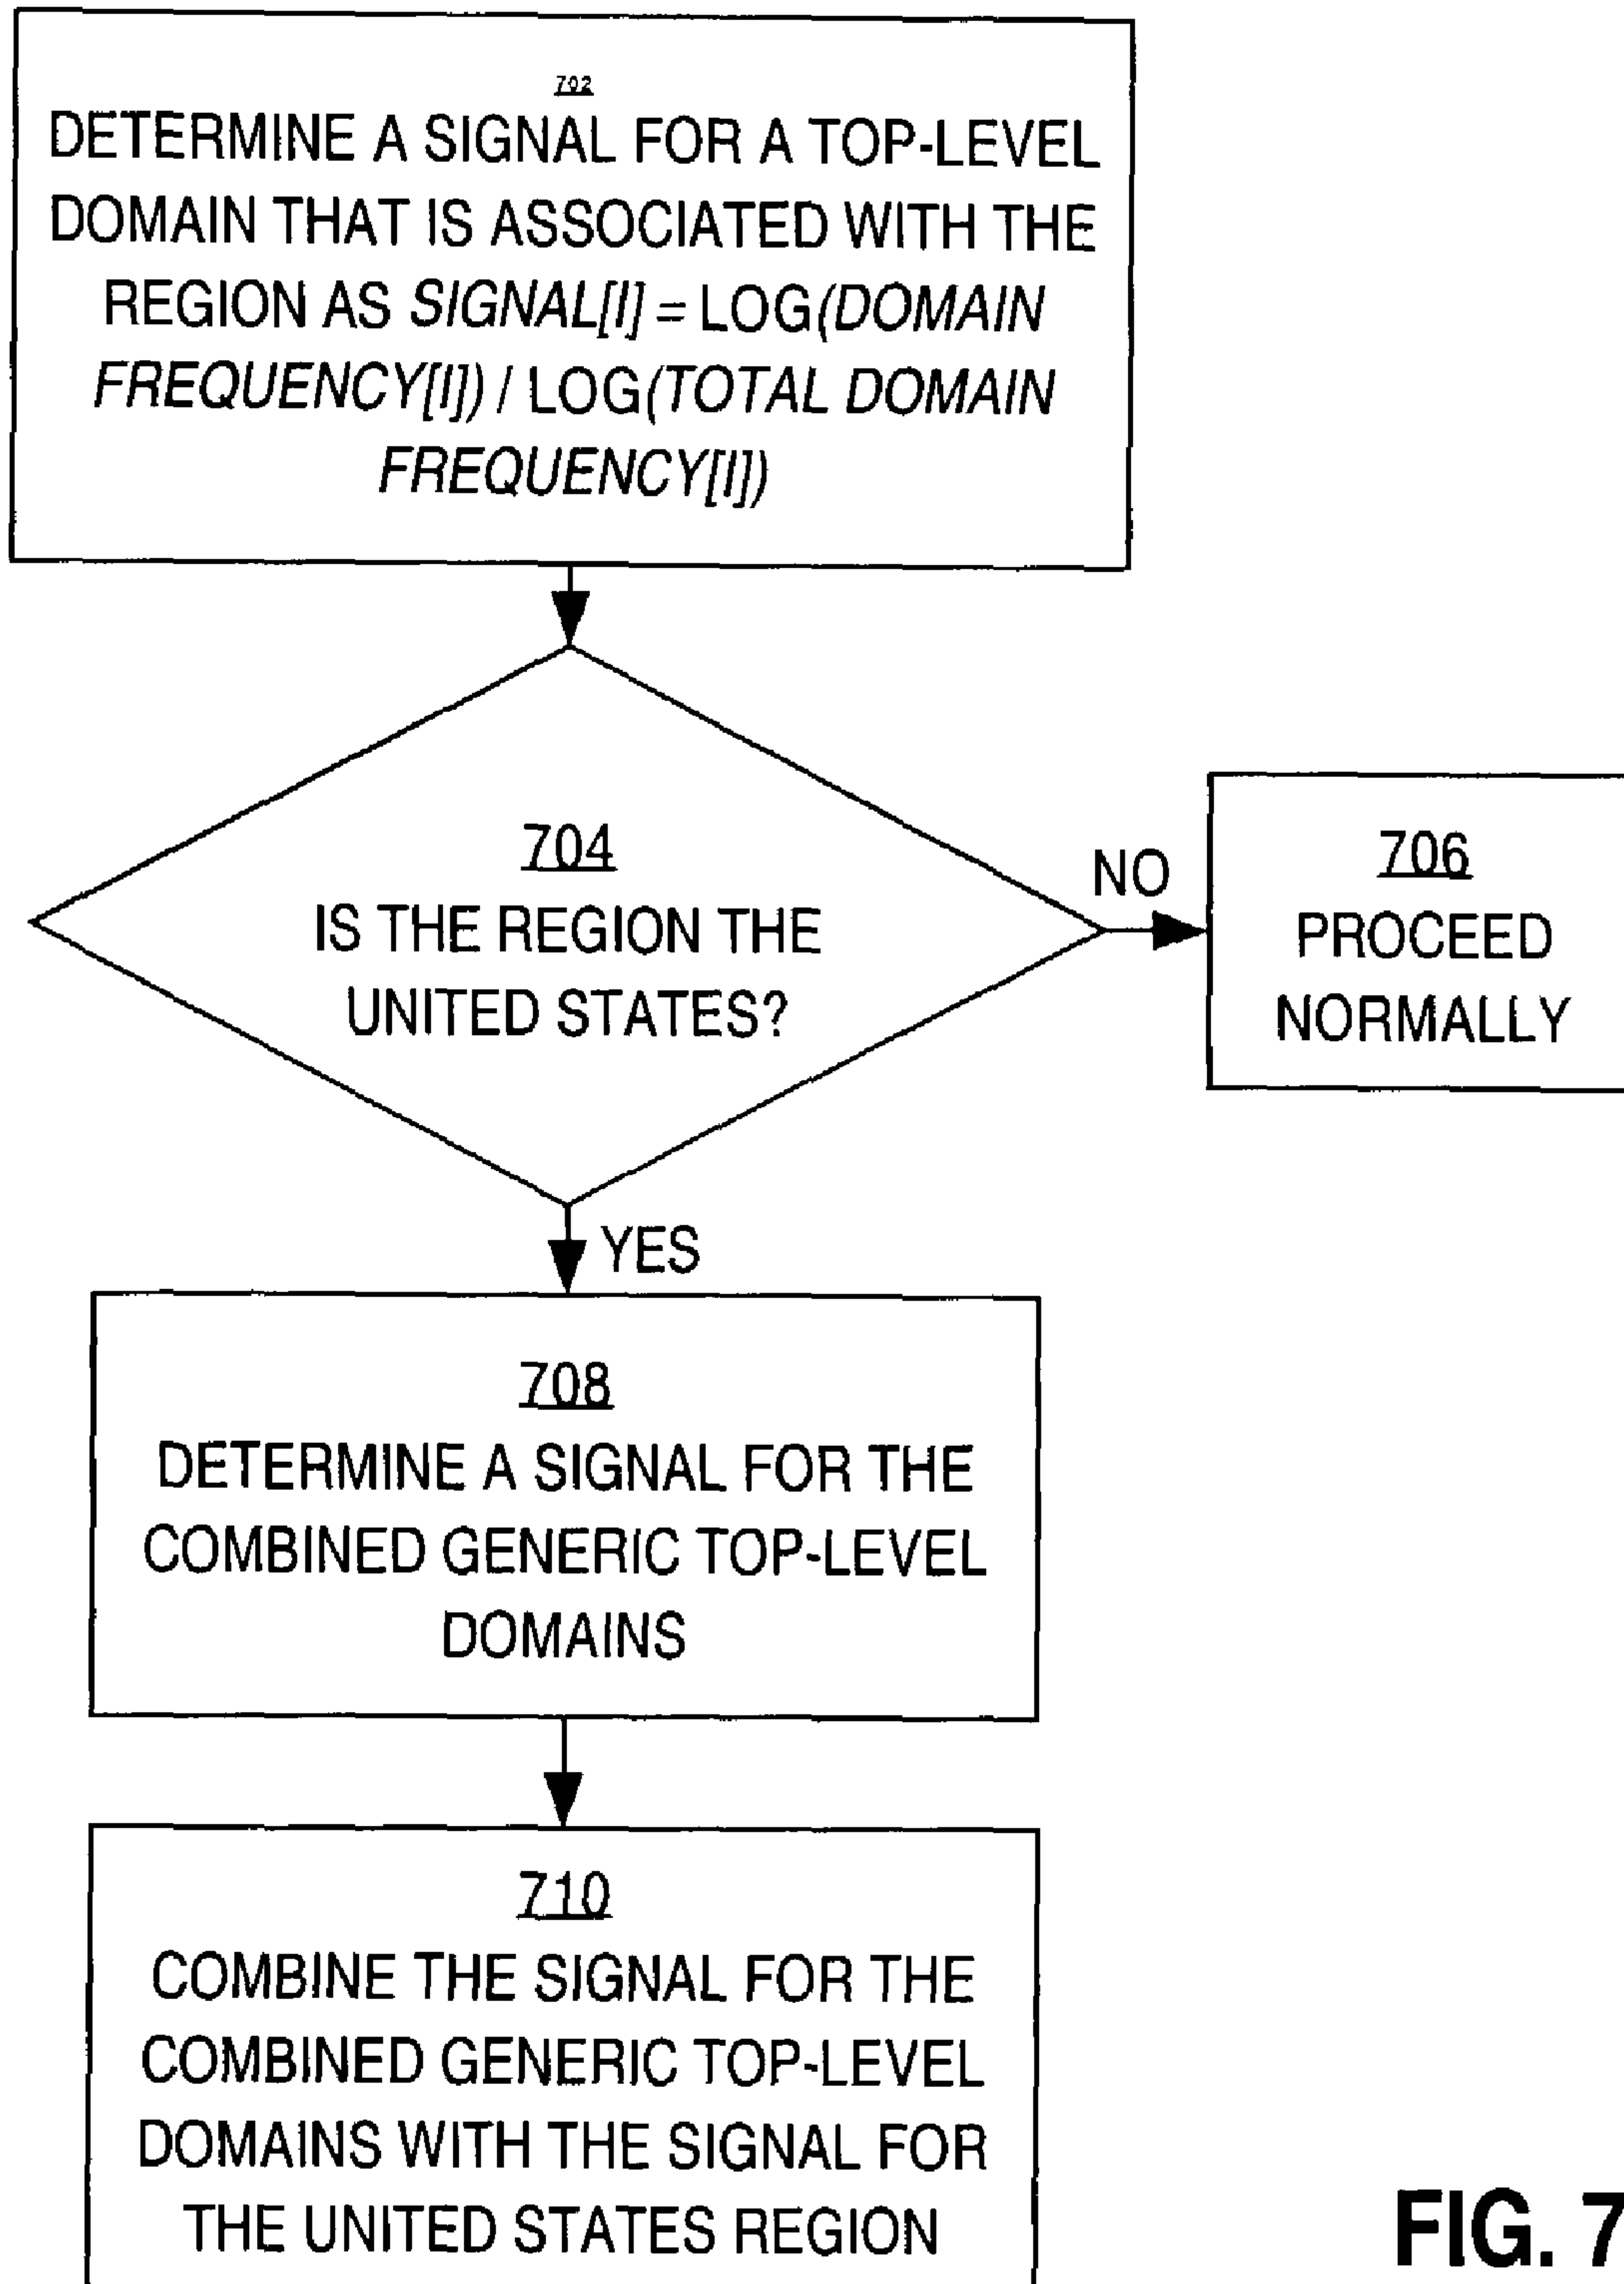 702
DETERMINE A SIGNAL FOR A TOP-LEVEL
DOMAIN THAT IS ASSOCIATED WITH THE
REGION AS SIGNAL[I] = LOG(DOMAIN
FREQUENCY[I]) / LOG(TOTAL DOMAIN
FREQUENCY[I])
704
IS THE REGION THE
UNITED STATES?
NO
706
PROCEED
NORMALLY
YES
708
DETERMINE A SIGNAL FOR THE
COMBINED GENERIC TOP-LEVEL
DOMAINS
710
COMBINE THE SIGNAL FOR THE
COMBINED GENERIC TOP-LEVEL
DOMAINS WITH THE SIGNAL FOR
THE UNITED STATES REGION
FIG. 7